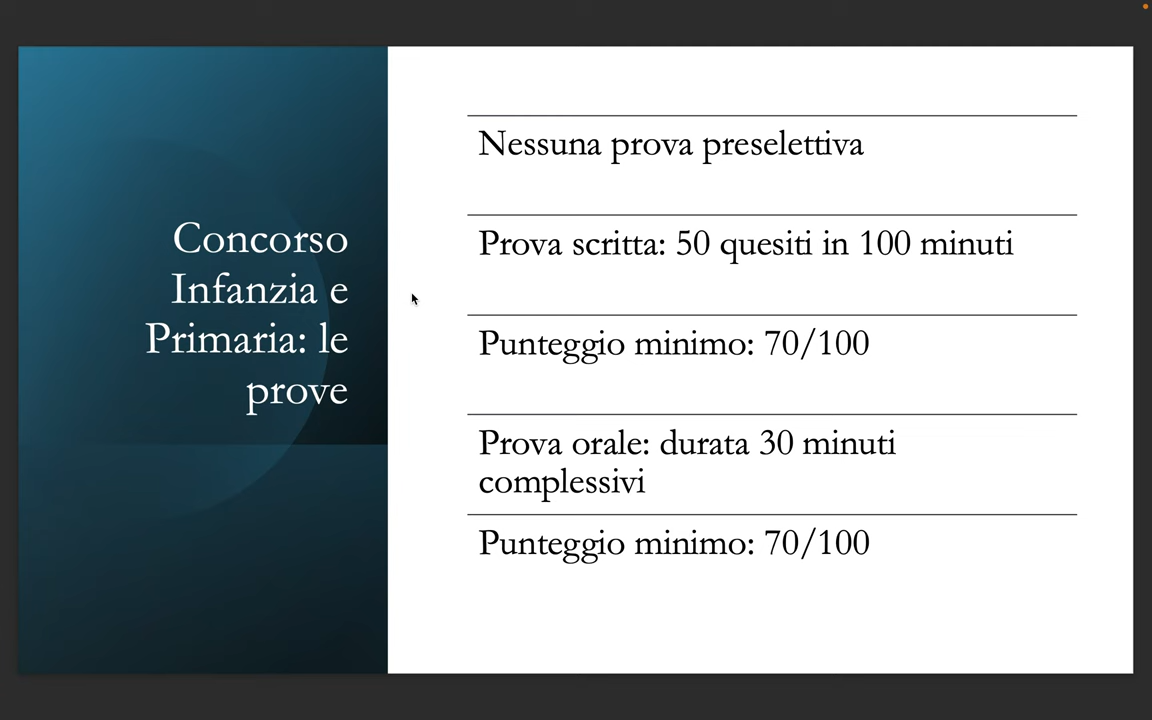 Concorso
Infanzia e
Primaria: le
prove
Nessuna prova preselettiva
Prova scritta: 50 quesiti in 100 minuti
Punteggio minimo: 70/100
Prova orale: durata 30 minuti
complessivi
Punteggio minimo: 70/100